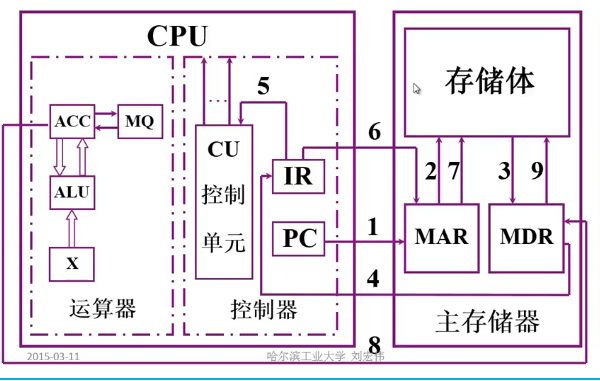 CPU
存储体
5
ACC
MQ
CU
6
…
控制
单元
IR
2
7
3
9
ALU
PC
1
MAR
MDR
X
4
运算器
控制器
主存储器
8
2015-03-11
哈尔滨工业大学 刘宏伟